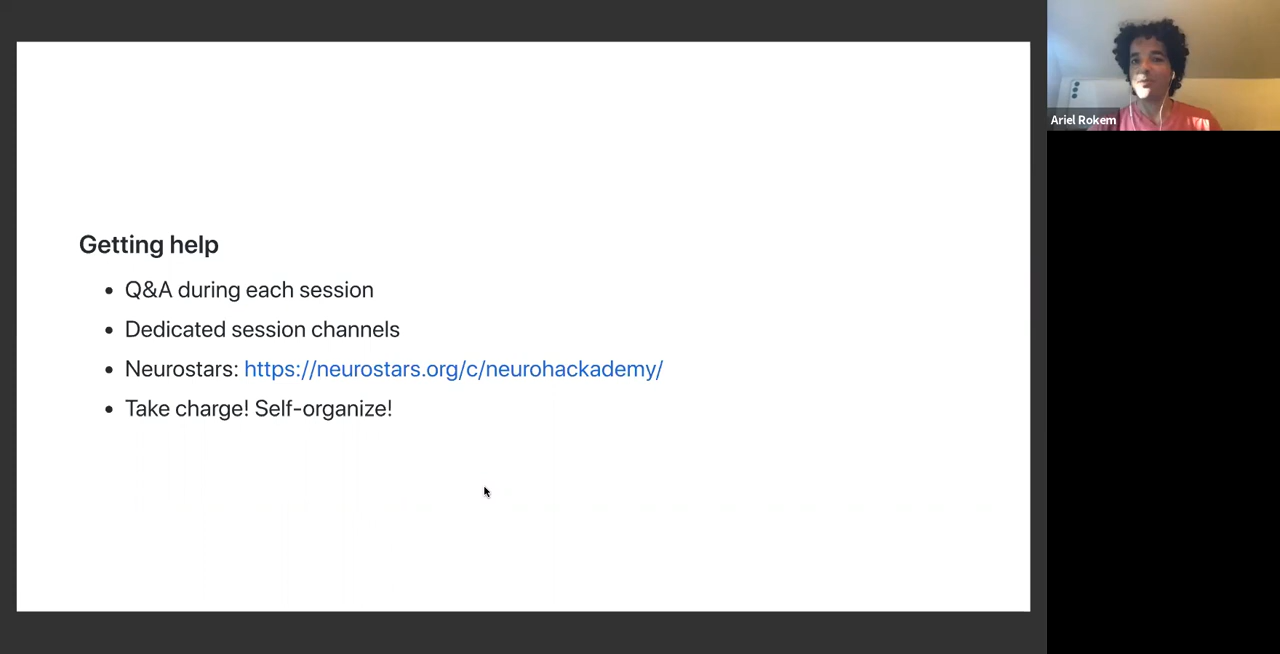 Getting help
• Q&A during each session
• Dedicated session channels
• Neurostars: https://neurostars.org/c/neurohackademy/
• Take charge! Self-organize!
Ariel Rokem